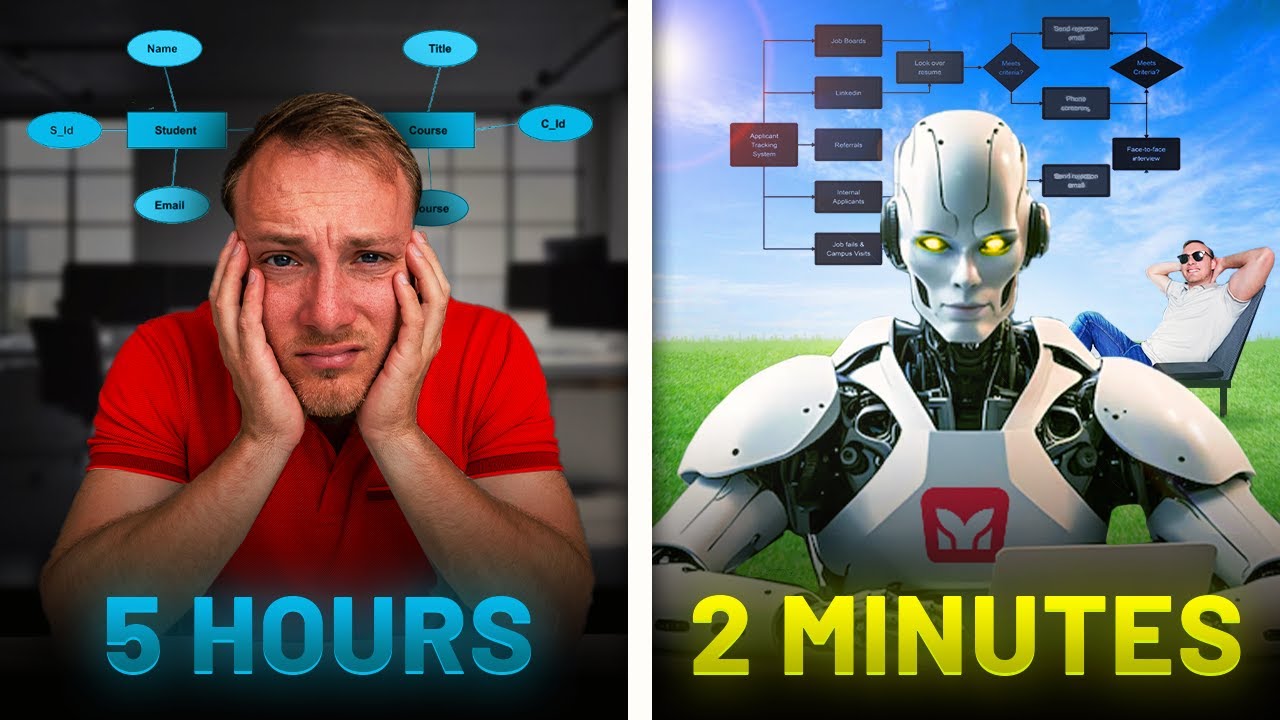 Name
Title
S_Id
Student
Course
C_Id
Email
ourse
5 HOURS
Job Boards
Look over
resume
Meets
criteria?
Send rejection
email
Meets
Criteria?
Linkedin
Phone
screening
Applicant
Tracking
System
Referrals
Face-to-face
interview
Internal
Applicants
Send rejection
email
Job fails &
Campus Visits
2 MINUTES